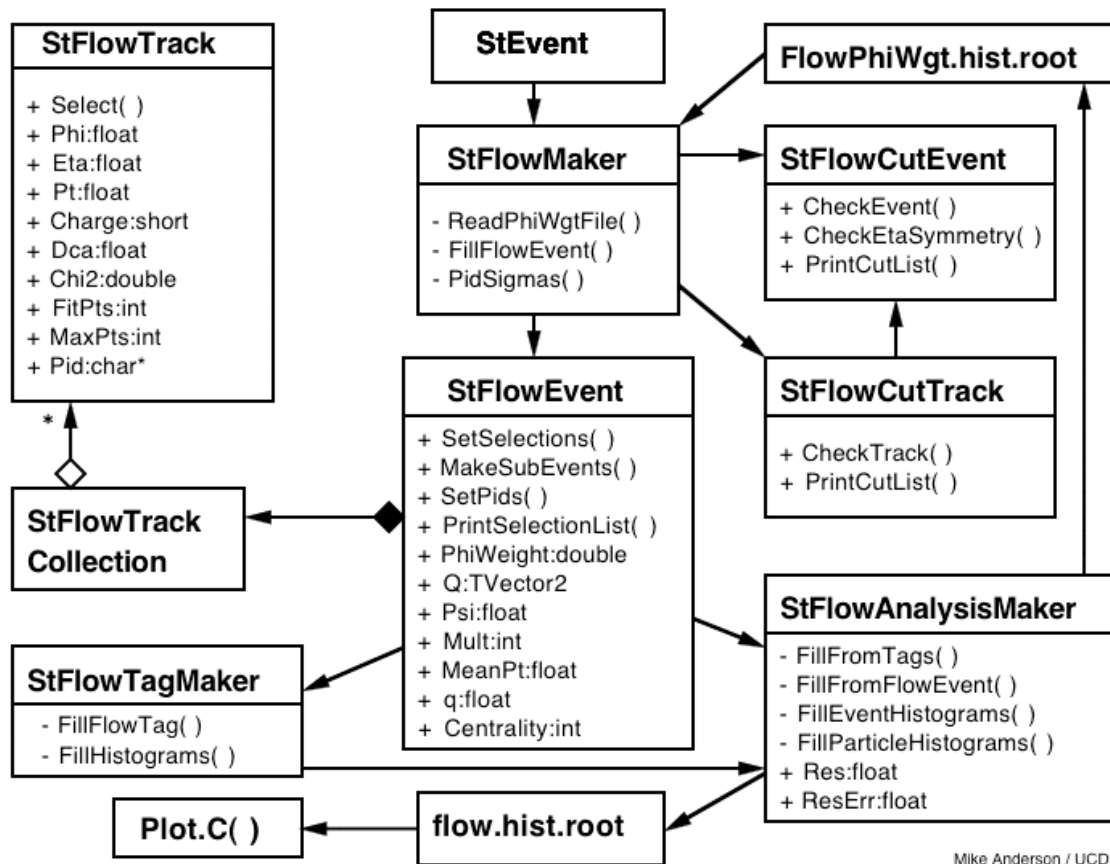 StFlowTrack
+ Select( )
+ Phi:float
+ Eta:float
+ Pt:float
+ Charge:short
+ Dca:float
+ Chi2:double
+ FitPts:int
+ MaxPts:int
+ Pid:char*
*
StFlowTrack
Collection
StEvent
FlowPhiWgt.hist.root
StFlowMaker
- ReadPhiWgtFile( )
- FillFlowEvent( )
- PidSigmas( )
StFlowCutEvent
+ CheckEvent( )
+ CheckEtaSymmetry( )
+ PrintCutList( )
StFlowCutTrack
+ CheckTrack( )
+ PrintCutList( )
StFlowEvent
+ SetSelections( )
+ MakeSubEvents( )
+ SetPids( )
+ PrintSelectionList( )
+ PhiWeight:double
+ Q:TVector2
+ Psi:float
+ Mult:int
+ MeanPt:float
+ q:float
+ Centrality:int
StFlowTagMaker
- FillFlowTag( )
- FillHistograms( )
StFlowAnalysisMaker
- FillFromTags( )
- FillFromFlowEvent( )
- FillEventHistograms( )
- FillParticleHistograms( )
+ Res:float
+ ResErr:float
Plot.C( )
flow.hist.root
Mike Anderson / UCD